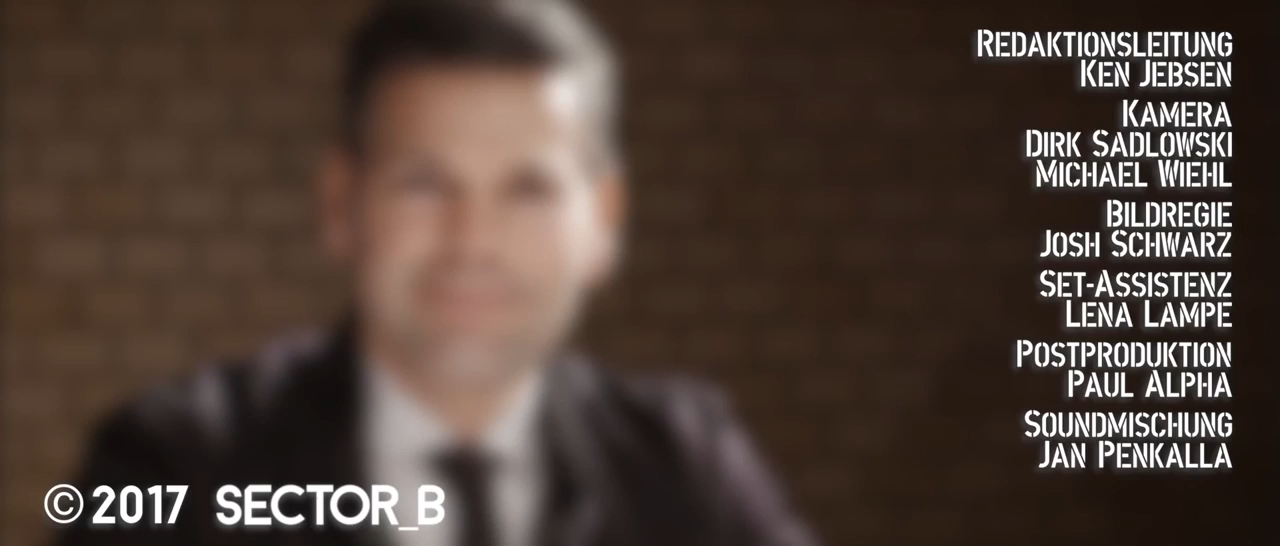 REDAKTIONSLEITUNG
KEN JEBSEN
KAMERA
DIRK SADLOWSKI
MICHAEL WIEHL
BILDREGIE
JOSH SCHWARZ
SET-ASSISTENZ
LENA LAMPE
POSTPRODUKTION
PAUL ALPHA
SOUNDMISCHUNG
JAN PENKALLA
©2017 SECTOR_B